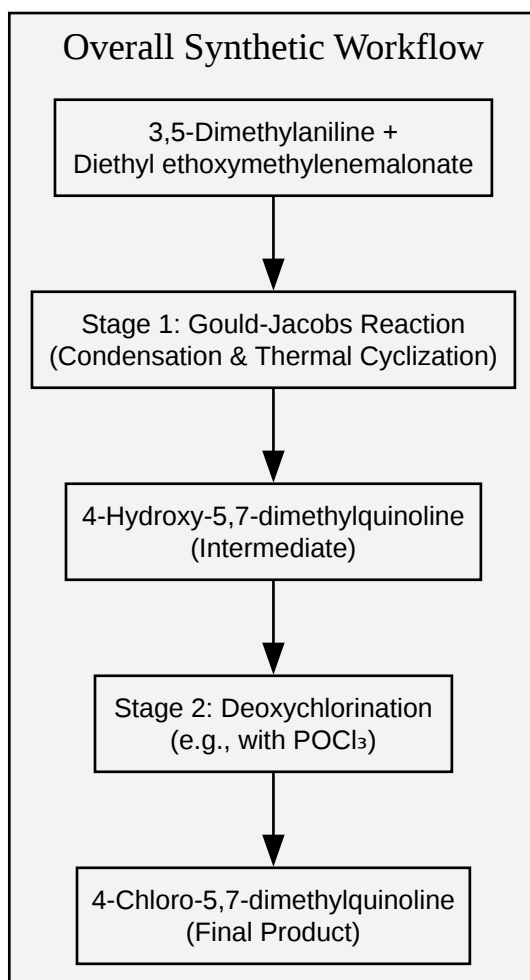 Overall Synthetic Workflow
3,5-Dimethylaniline +
Diethyl ethoxymethylenemalonate
Stage 1: Gould-Jacobs Reaction
(Condensation & Thermal Cyclization)
4-Hydroxy-5,7-dimethylquinoline
(Intermediate)
Stage 2: Deoxychlorination
(e.g., with POCl₃)
4-Chloro-5,7-dimethylquinoline
(Final Product)